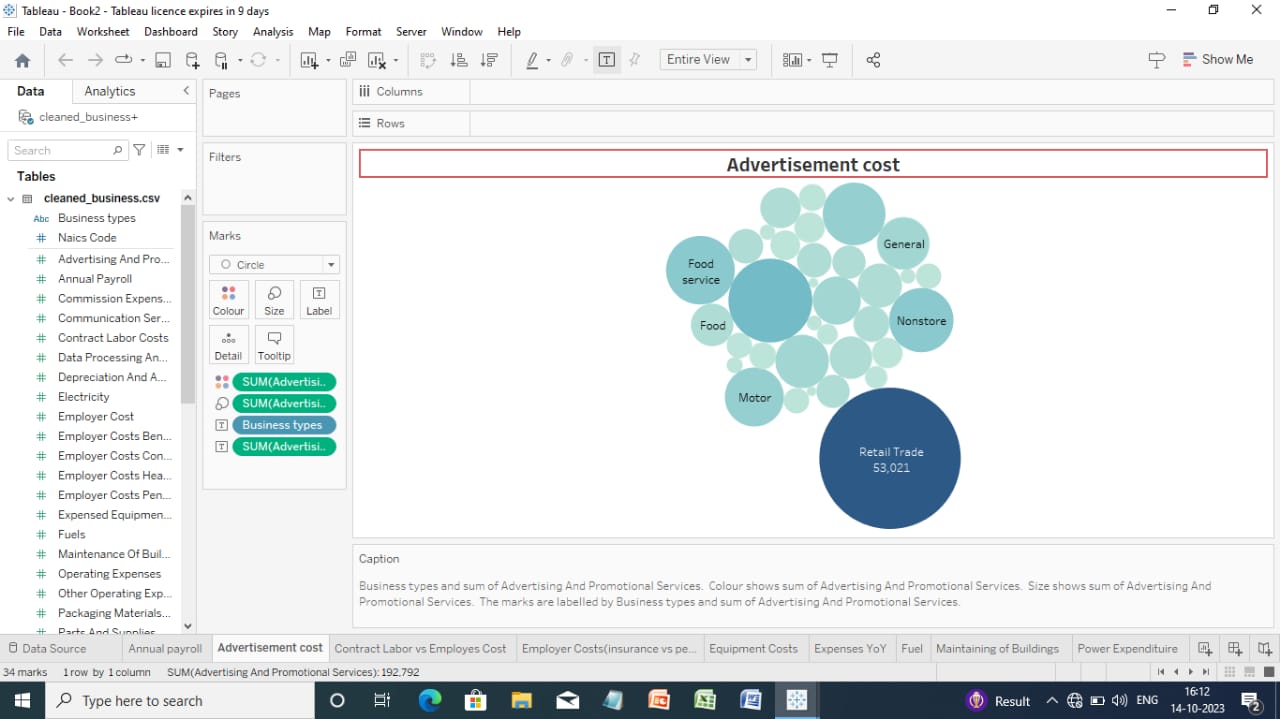 Tableau - Book2 - Tableau licence expires in 9 days
File Data Worksheet Dashboard Story Analysis Map Format Server Window Help
Entire View
Show Me
Data Analytics
cleaned_business+
Search
Tables
cleaned_business.csv
Abc Business types
Naics Code
Advertising And Pro...
Annual Payroll
Commission Expens...
Communication Ser...
Contract Labor Costs
Data Processing An...
Depreciation And A...
Electricity
Employer Cost
Employer Costs Ben...
Employer Costs Con...
Employer Costs Hea...
Employer Costs Pen...
Expensed Equipmen...
Fuels
Maintenance Of Buil...
Operating Expenses
Other Operating Exp...
Packaging Materials...
Parts And Supplies
Pages
Filters
Marks
Circle
Colour Size Label
Detail Tooltip
SUM(Advertisi..
SUM(Advertisi..
Business types
SUM(Advertisi..
Columns
Rows
Advertisement cost
General
Food
service
Nonstore
Food
Motor
Retail Trade
53,021
Caption
Business types and sum of Advertising And Promotional Services. Colour shows sum of Advertising And Promotional Services. Size shows sum of Advertising And
Promotional Services. The marks are labelled by Business types and sum of Advertising And Promotional Services.
Data Source Annual payroll Advertisement cost Contract Labor vs Employes Cost Employer Costs(insurance vs pe... Equipment Costs Expenses YoY Fuel Maintaining of Buildings Power Expenditure
34 marks 1 row by 1 column SUM(Advertising And Promotional Services): 192,792
Type here to search
Result
ENG
16:12
14-10-2023
2